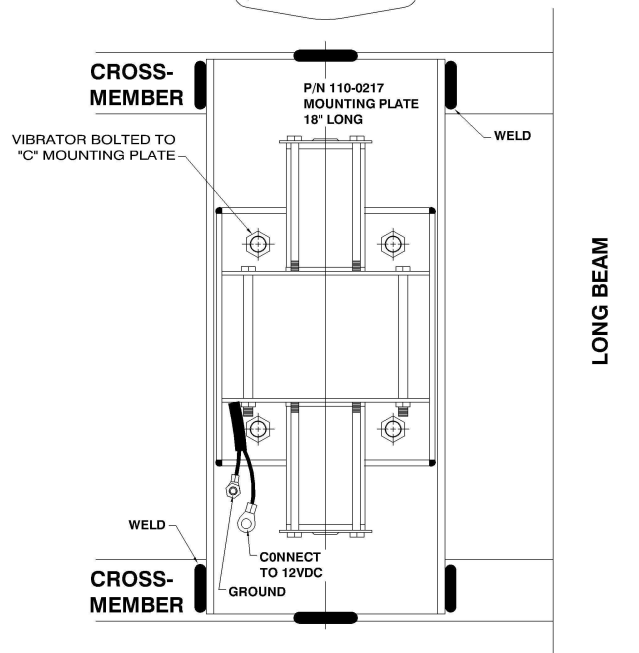 CROSS-
MEMBER
P/N 110-0217
MOUNTING PLATE
18" LONG
WELD
VIBRATOR BOLTED TO
"C" MOUNTING PLATE
LONG BEAM
WELD
C0NNECT
TO 12VDC
GROUND
CROSS-
MEMBER